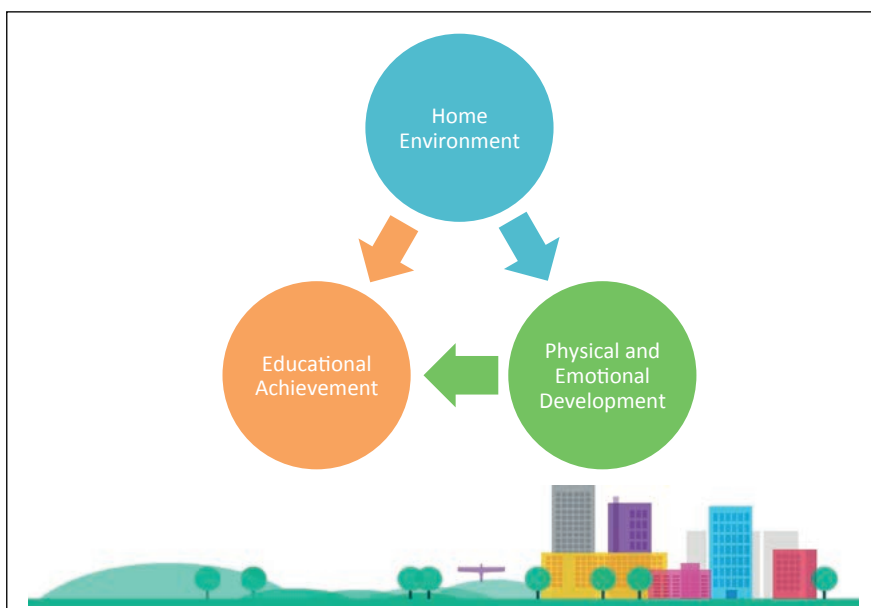 Home
Environment
Educational
Achievement
Physical and
Emotional
Development